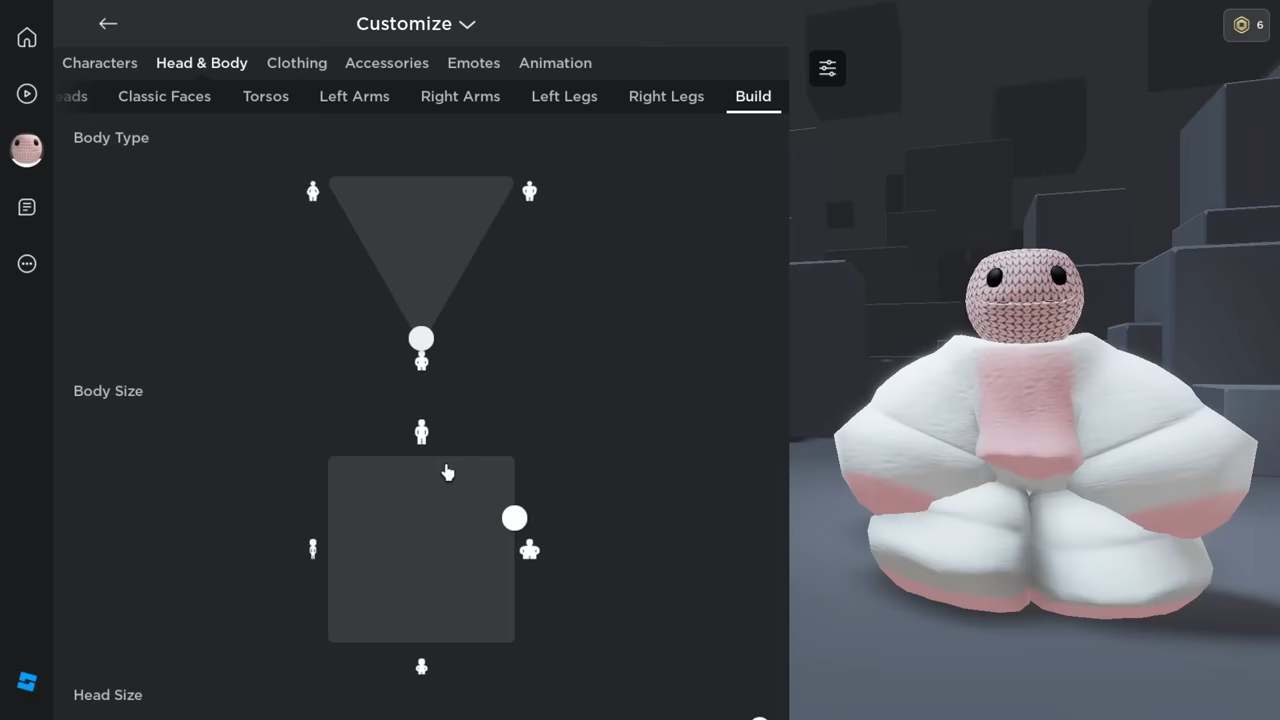 Customize
6
Characters Head & Body Clothing Accessories Emotes Animation
eads Classic Faces Torsos Left Arms Right Arms Left Legs Right Legs Build
Body Type
Body Size
Head Size